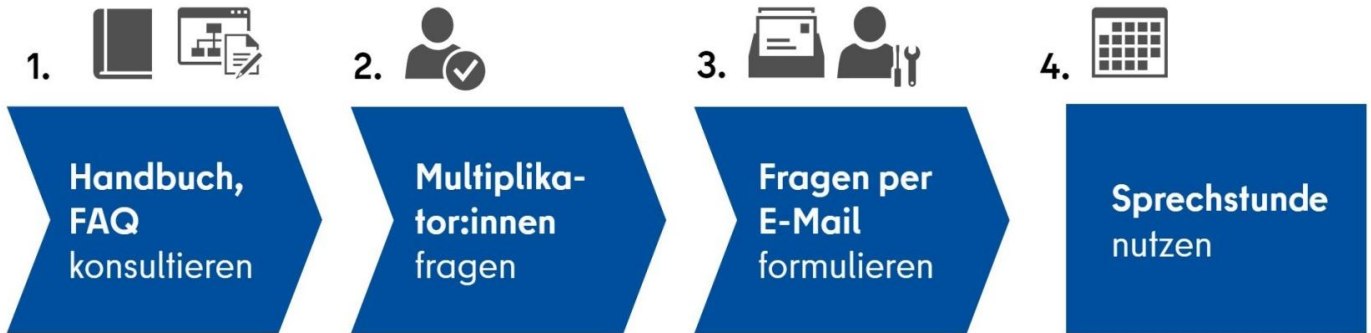 1.
Handbuch,
FAQ
konsultieren
2.
Multiplika-
tor:innen
fragen
3.
Fragen per
E-Mail
formulieren
4.
Sprechstunde
nutzen